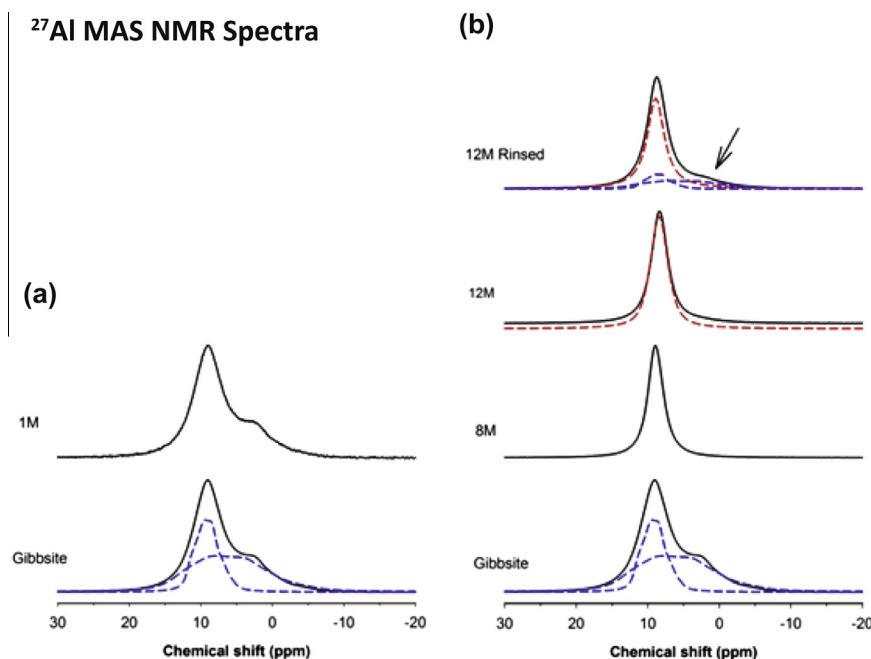 ²⁷Al MAS NMR Spectra
(a)
1M
Gibbsite
30 20 10 0 -10 -20
Chemical shift (ppm)
(b)
12M Rinsed
12M
8M
Gibbsite
30 20 10 0 -10 -20
Chemical shift (ppm)